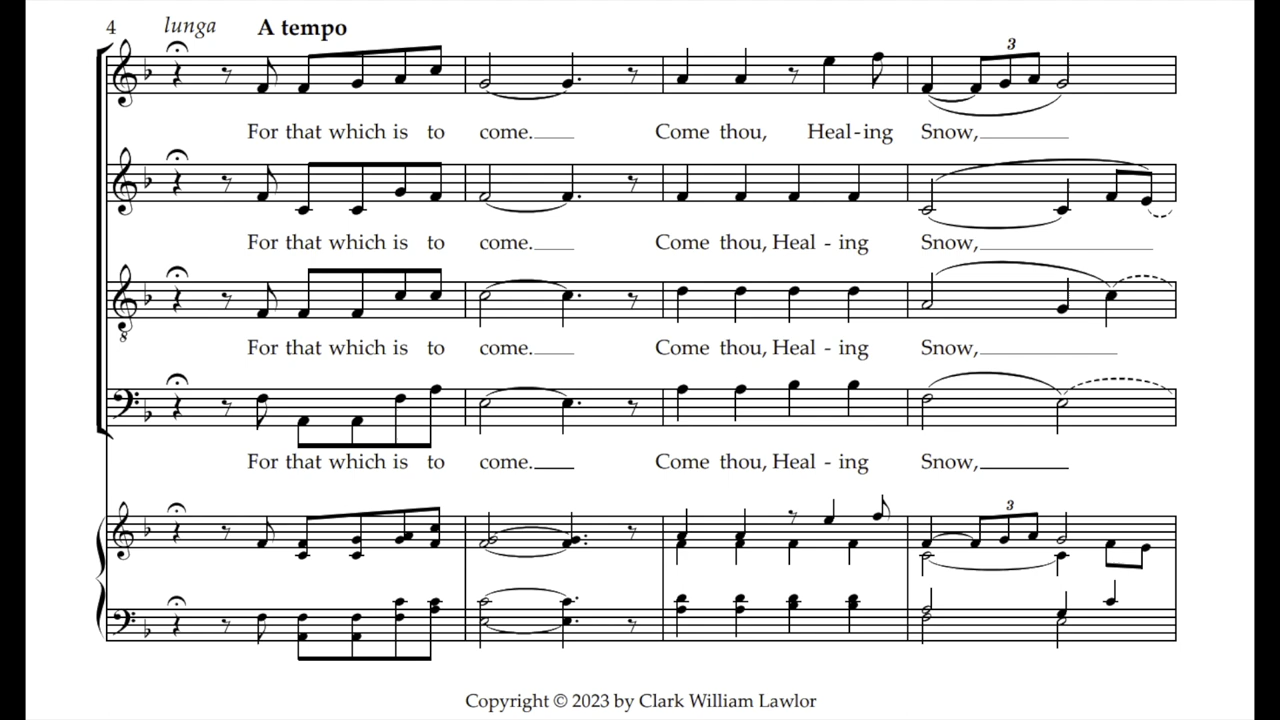 4 lunga A tempo
3
For that which is to come. Come thou, Heal-ing Snow,
For that which is to come. Come thou, Heal - ing Snow,
8
For that which is to come. Come thou, Heal - ing Snow,
For that which is to come. Come thou, Heal - ing Snow,
3
Copyright © 2023 by Clark William Lawlor